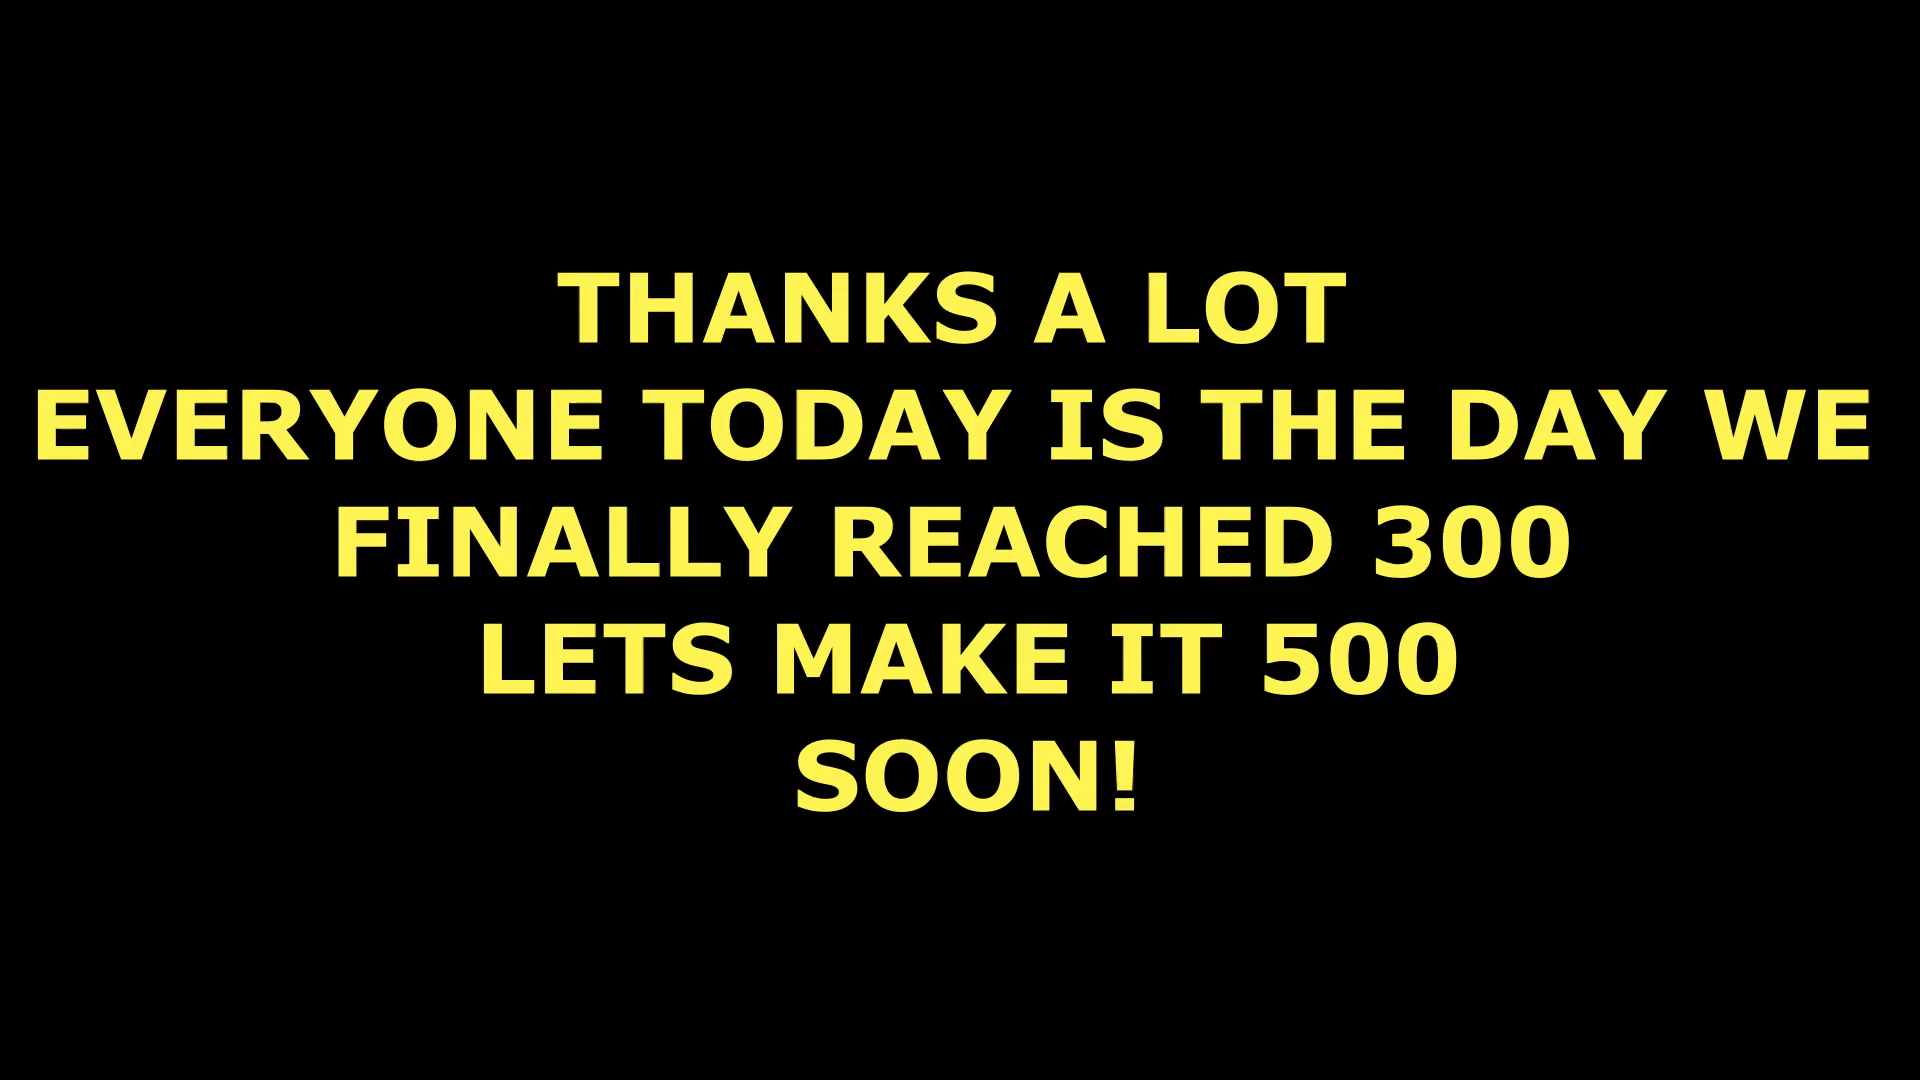 THANKS A LOT
EVERYONE TODAY IS THE DAY WE
FINALLY REACHED 300
LETS MAKE IT 500
SOON!